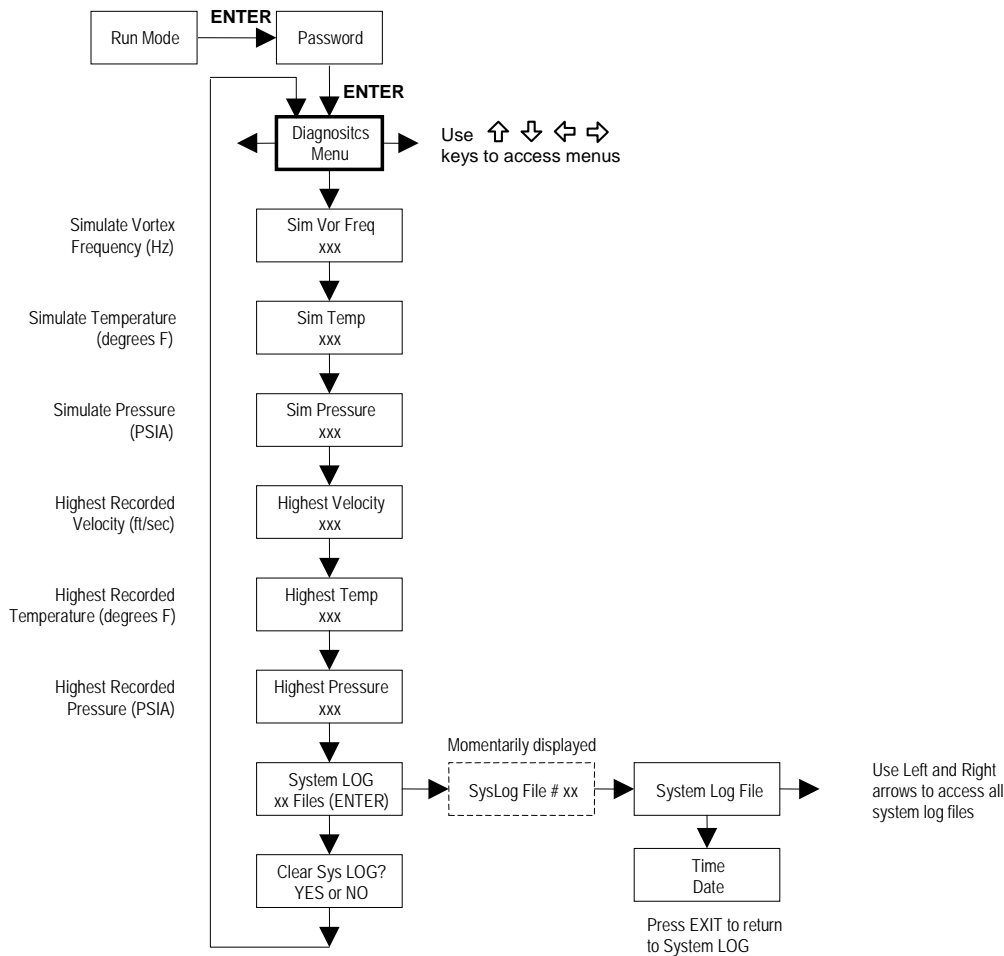 ENTER
Run Mode
Password
ENTER
Diagnositcs
Menu
Use
keys to access menus
Simulate Vortex
Frequency (Hz)
Sim Vor Freq
xxx
Simulate Temperature
(degrees F)
Sim Temp
xxx
Simulate Pressure
(PSIA)
Sim Pressure
xxx
Highest Recorded
Velocity (ft/sec)
Highest Velocity
xxx
Highest Recorded
Temperature (degrees F)
Highest Temp
xxx
Highest Recorded
Pressure (PSIA)
Highest Pressure
xxx
System LOG
xx Files (ENTER)
Momentarily displayed
SysLog File # xx
System Log File
Use Left and Right
arrows to access all
system log files
Clear Sys LOG?
YES or NO
Time
Date
Press EXIT to return
to System LOG